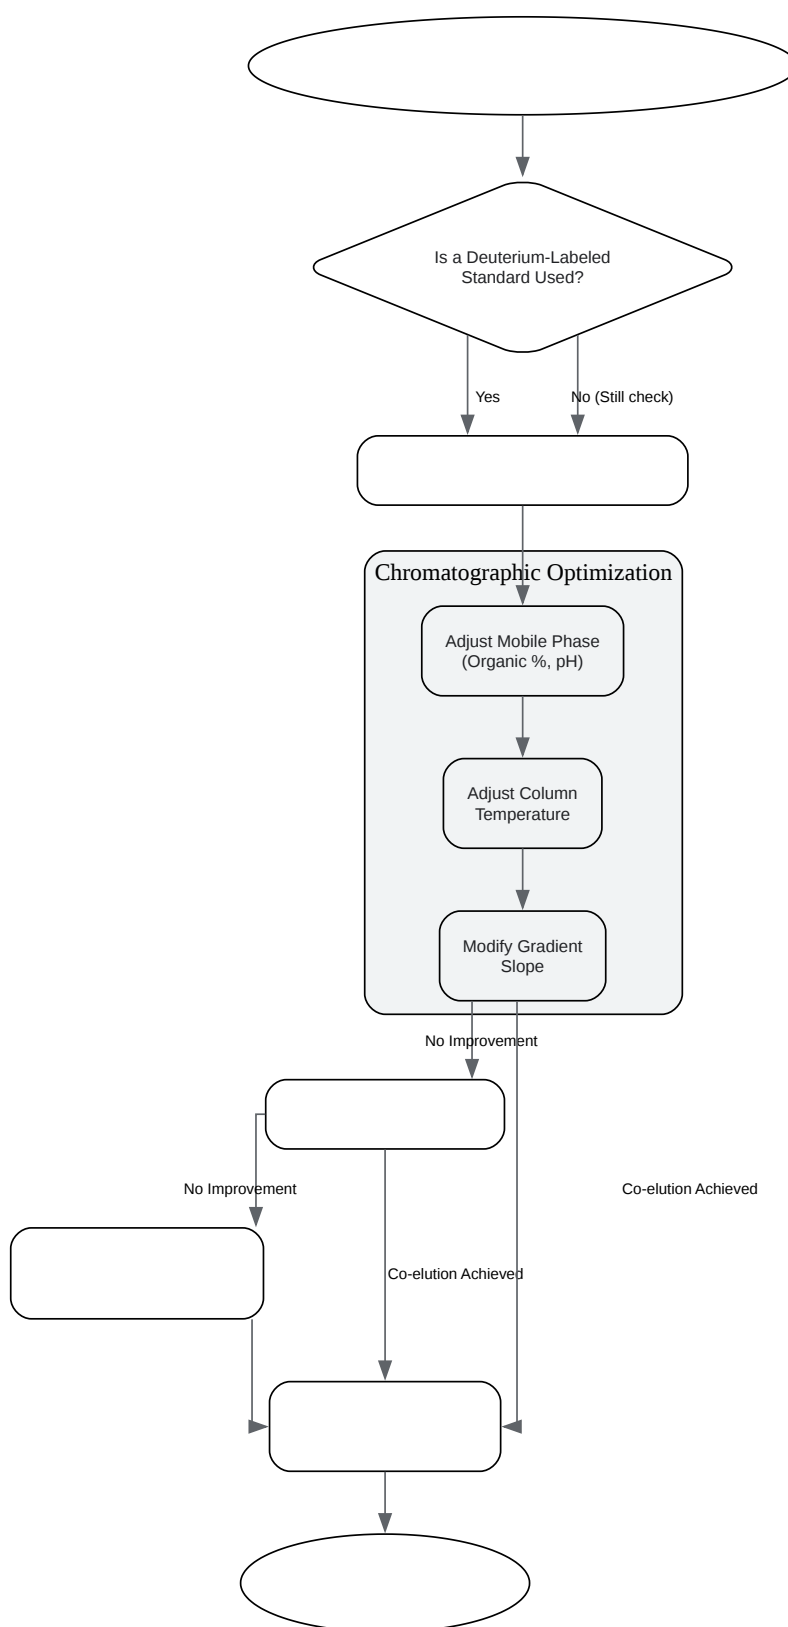 Is a Deuterium-Labeled
Standard Used?
Yes
No (Still check)
Chromatographic Optimization
Adjust Mobile Phase
(Organic %, pH)
Adjust Column
Temperature
Modify Gradient
Slope
No Improvement
No Improvement
Co-elution Achieved
Co-elution Achieved